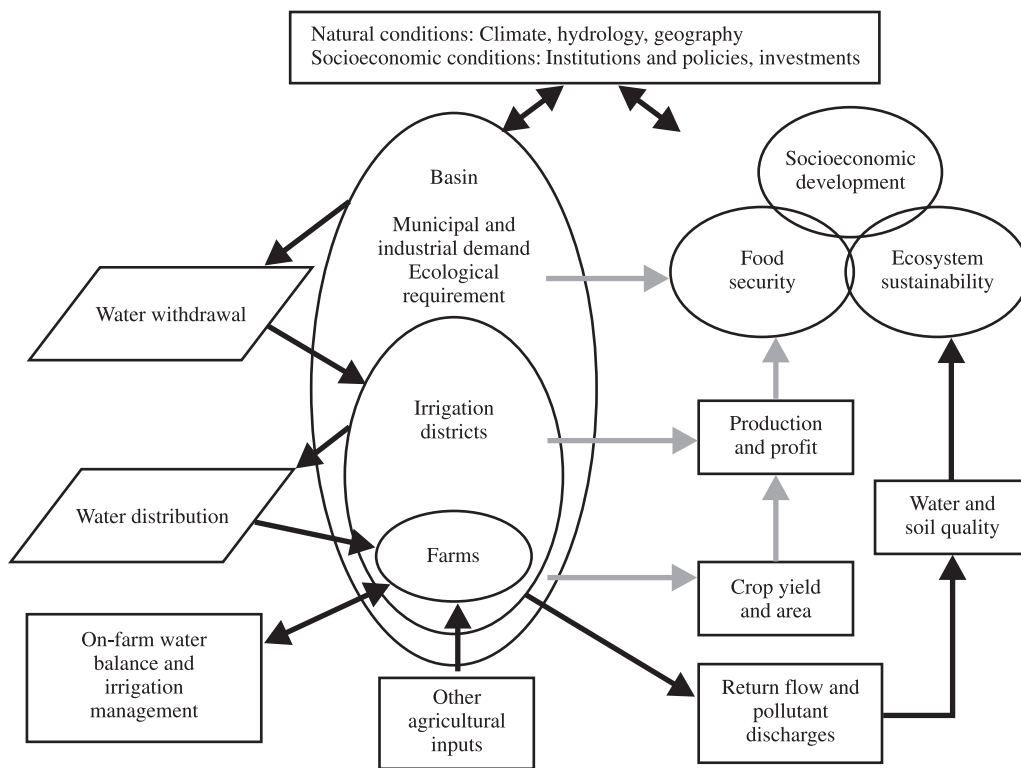 Natural conditions: Climate, hydrology, geography
Socioeconomic conditions: Institutions and policies, investments
Basin
Municipal and
industrial demand
Ecological
requirement
Socioeconomic
development
Food
security
Ecosystem
sustainability
Water withdrawal
Irrigation
districts
Production
and profit
Water distribution
Water and
soil quality
Farms
Crop yield
and area
On-farm water
balance and
irrigation
management
Other
agricultural
inputs
Return flow and
pollutant
discharges